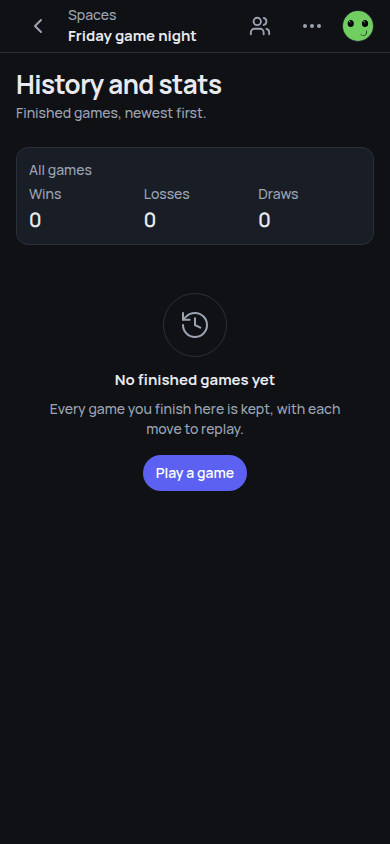 Spaces
Friday game night
History and stats
Finished games, newest first.
All games
Wins Losses Draws
0 0 0
No finished games yet
Every game you finish here is kept, with each
move to replay.
Play a game